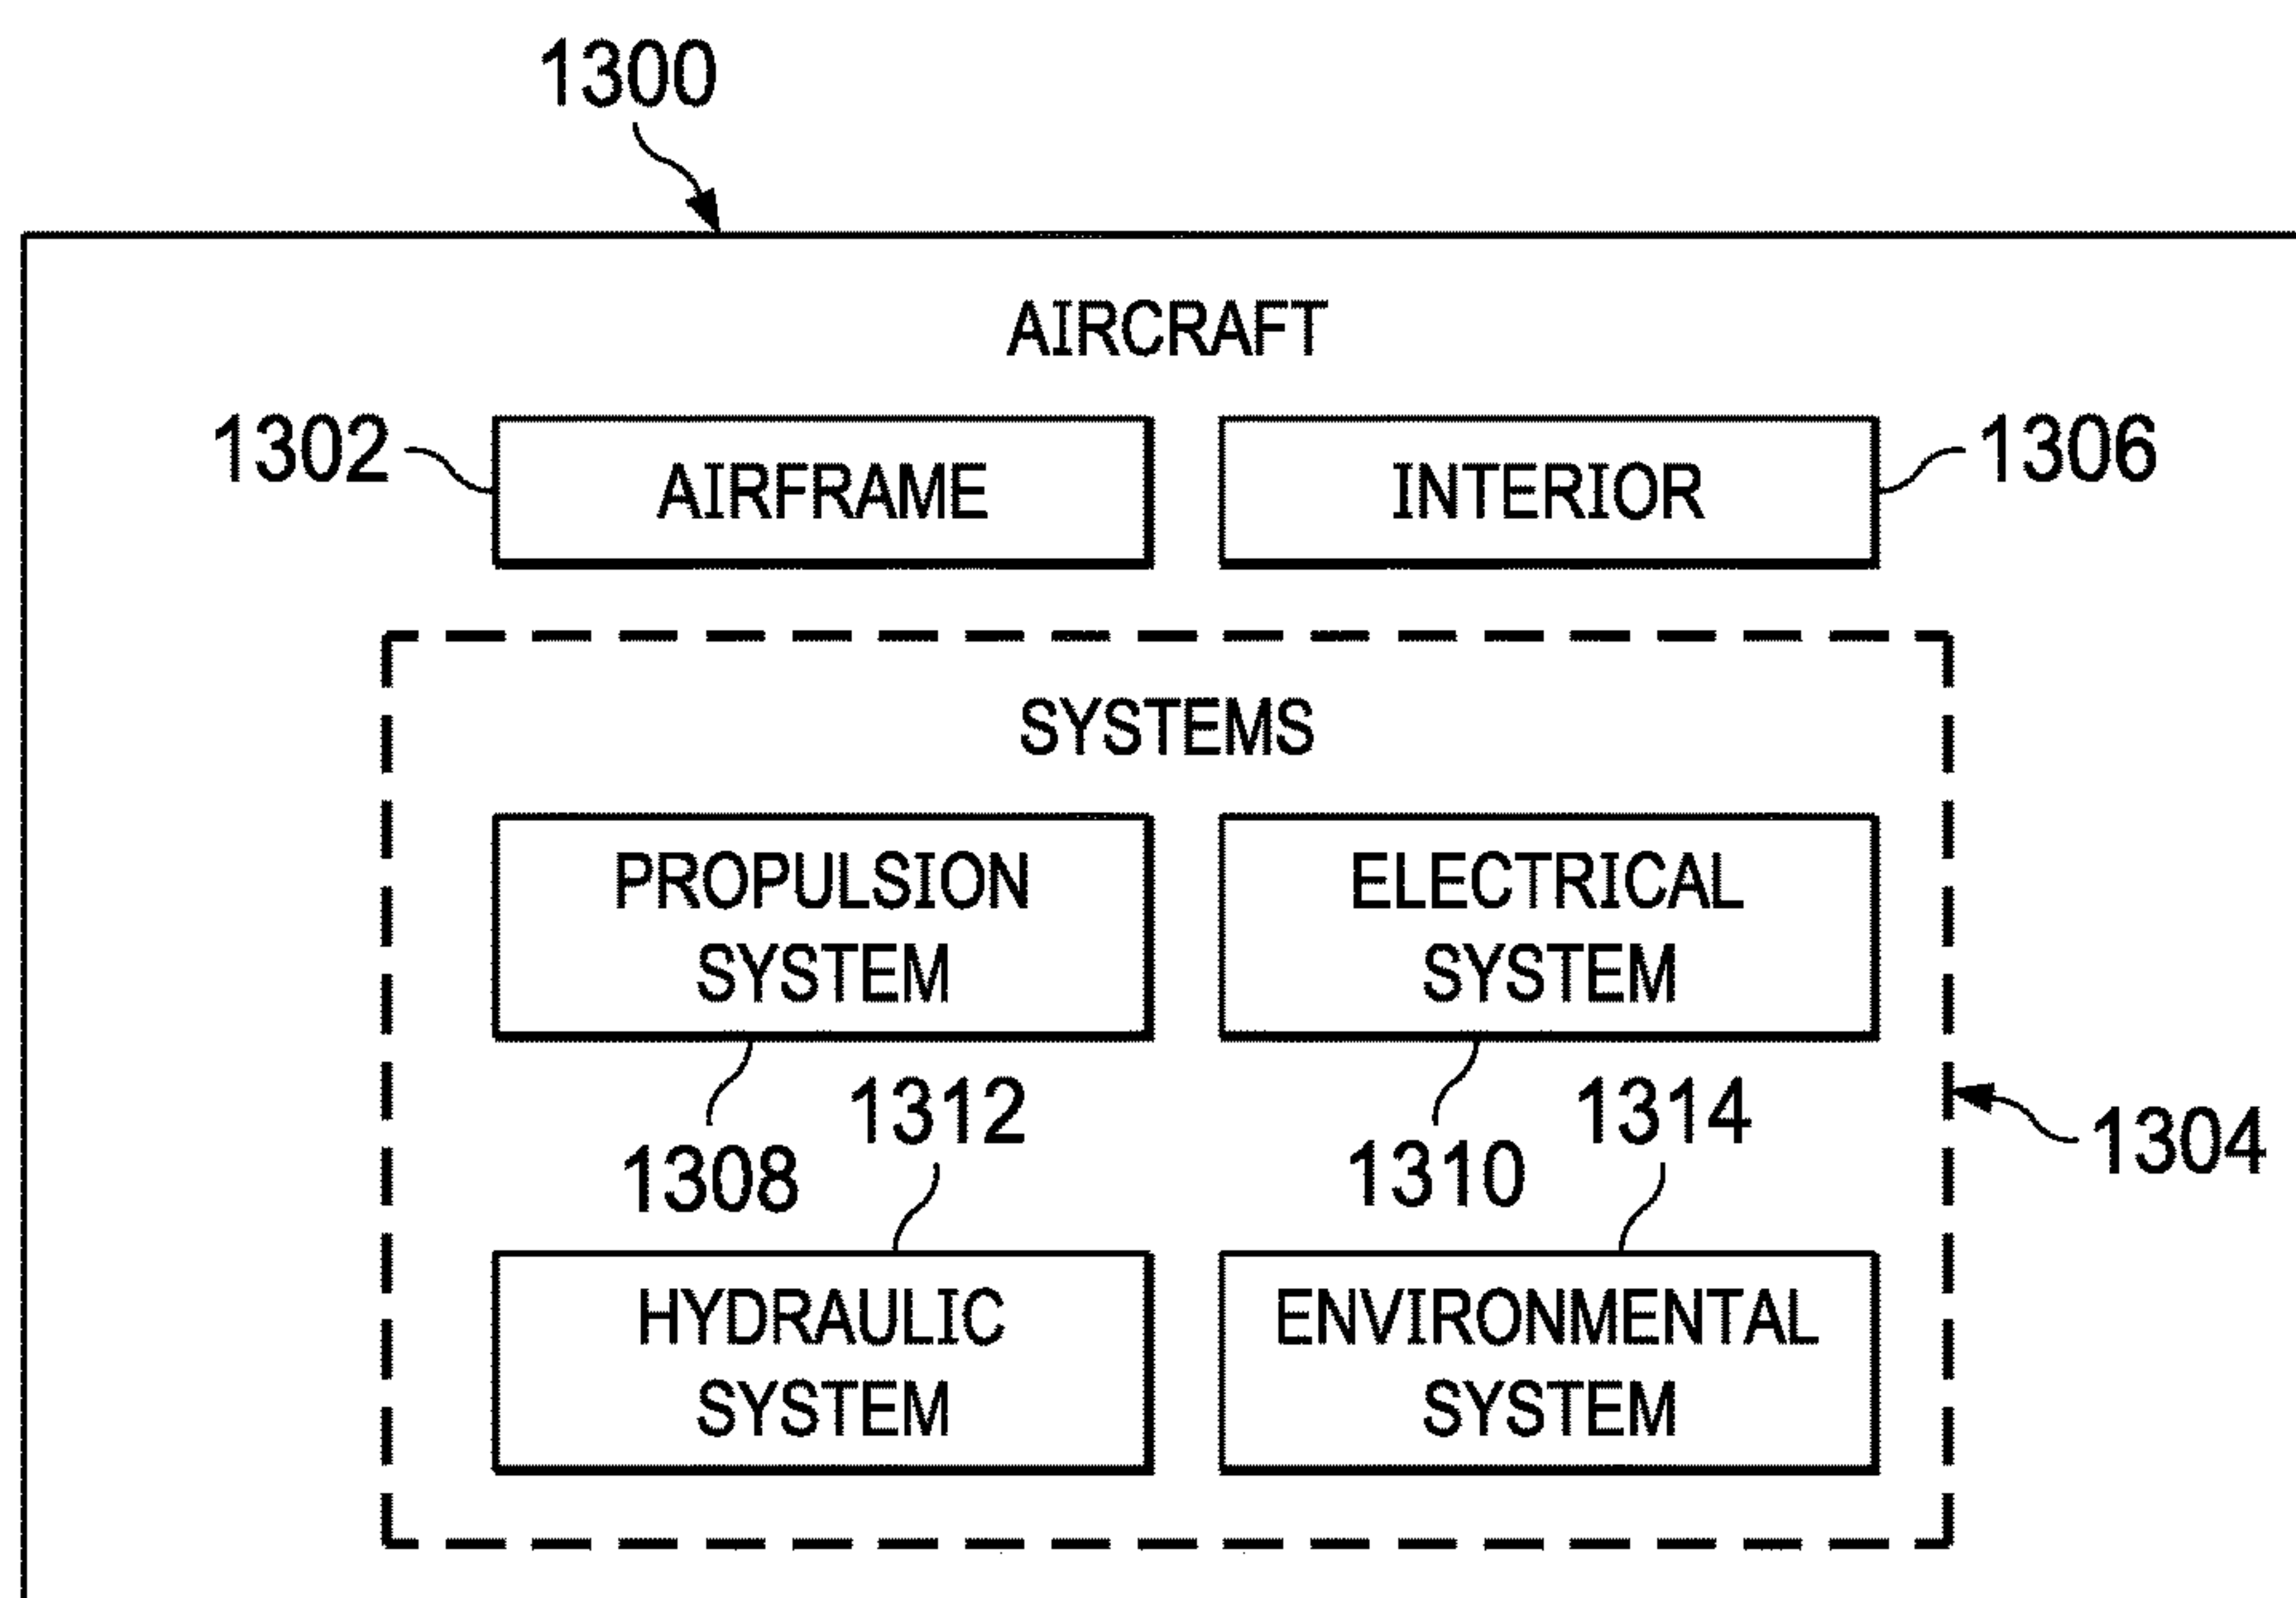 1300
AIRCRAFT
1302
AIRFRAME
INTERIOR
1306
SYSTEMS
PROPULSION
SYSTEM
ELECTRICAL
SYSTEM
1308
1312
1310
1314
1304
HYDRAULIC
SYSTEM
ENVIRONMENTAL
SYSTEM